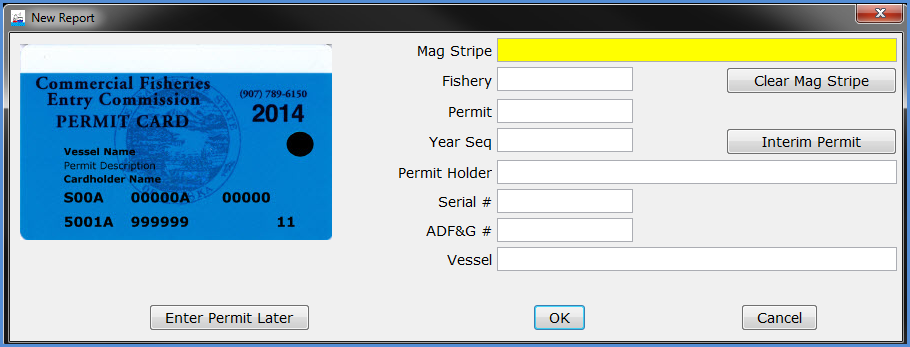 New Report
Commercial Fisheries
Entry Commission
(907) 789-6150
PERMIT CARD
2014
Vessel Name
Permit Description
Cardholder Name
S00A 00000A 00000
5001A 999999 11
Mag Stripe
Fishery
Clear Mag Stripe
Permit
Year Seq
Interim Permit
Permit Holder
Serial #
ADF&G #
Vessel
Enter Permit Later
OK
Cancel